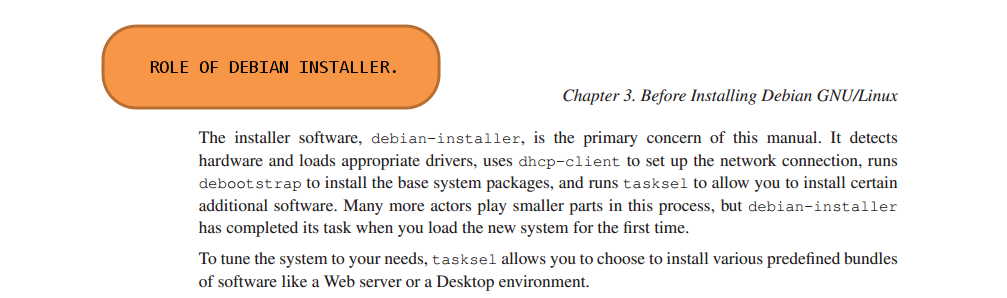 ROLE OF DEBIAN INSTALLER.
Chapter 3. Before Installing Debian GNU/Linux
The installer software, debian-installer, is the primary concern of this manual. It detects
hardware and loads appropriate drivers, uses dhcp-client to set up the network connection, runs
debootstrap to install the base system packages, and runs tasksel to allow you to install certain
additional software. Many more actors play smaller parts in this process, but debian-installer
has completed its task when you load the new system for the first time.
To tune the system to your needs, tasksel allows you to choose to install various predefined bundles
of software like a Web server or a Desktop environment.